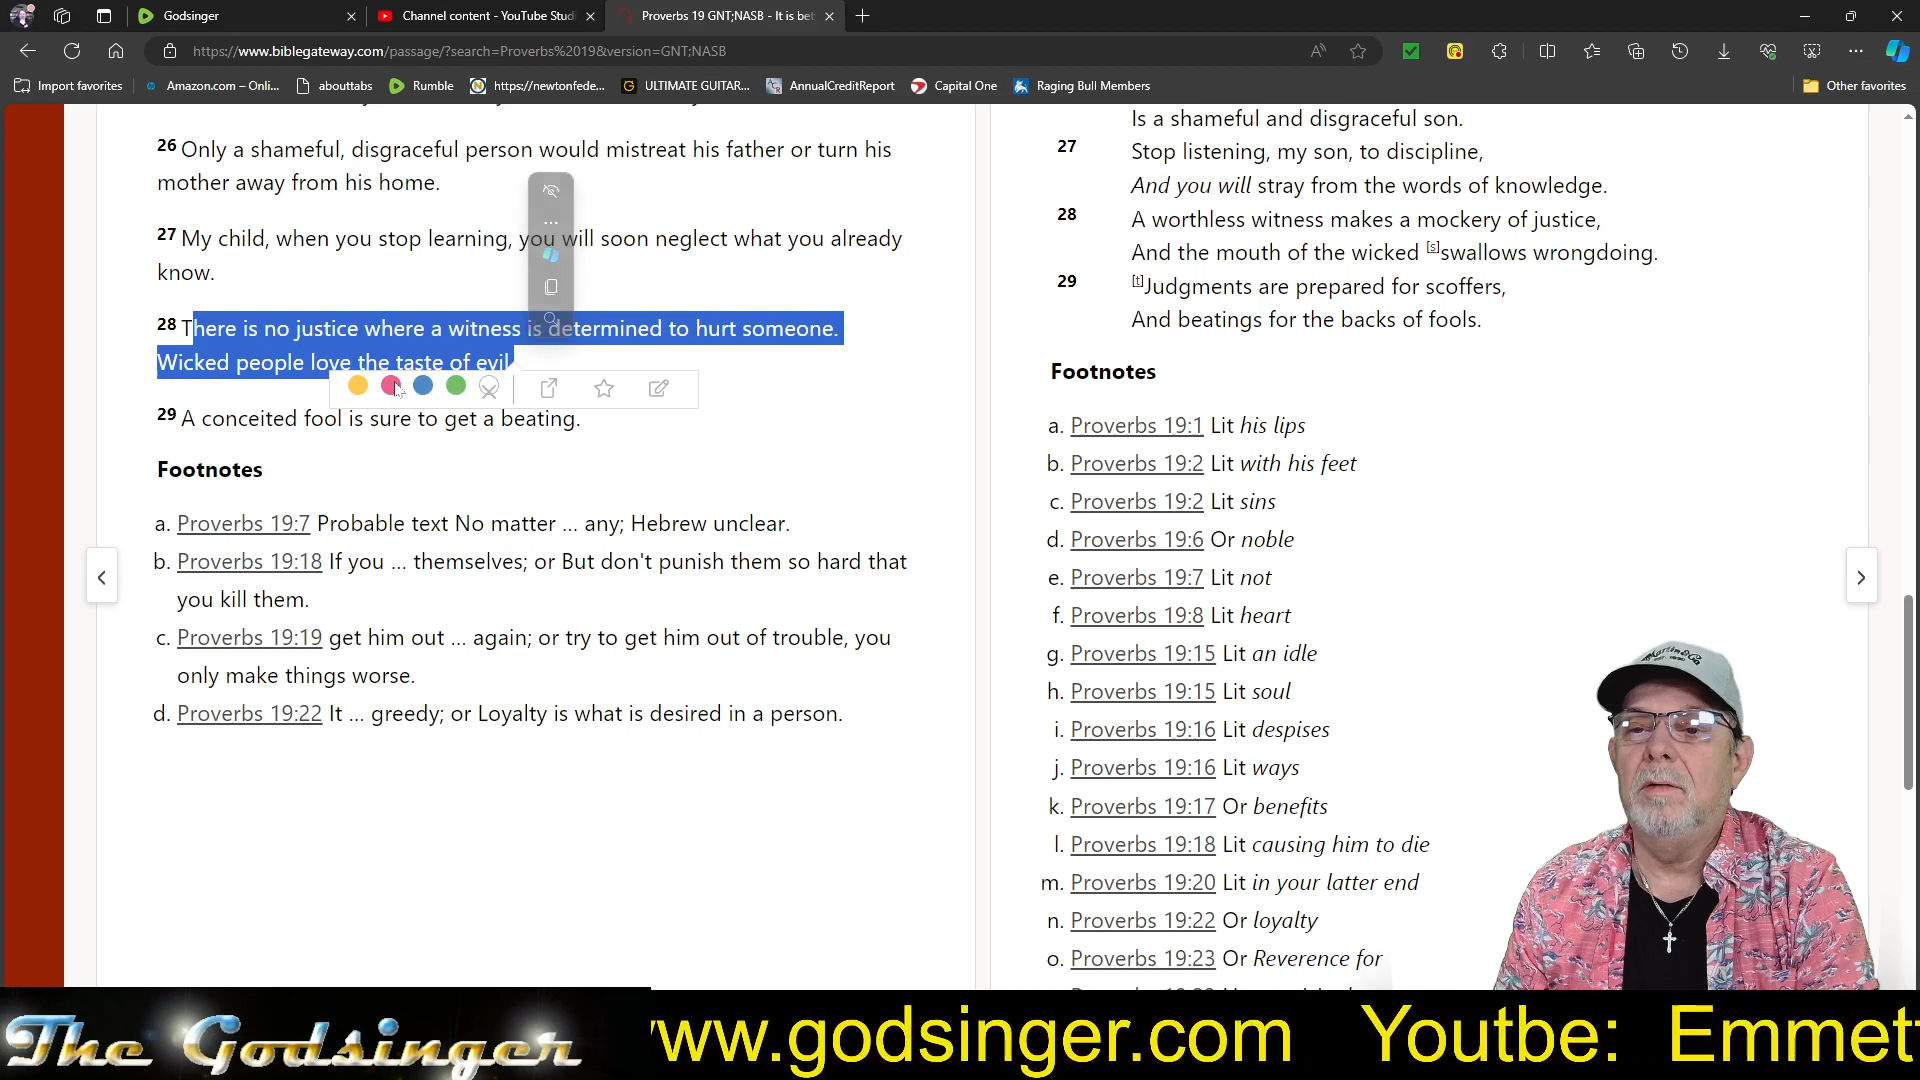 Godsinger
Channel content - YouTube Studi
Proverbs 19 GNT;NASB - It is bet
https://www.biblegateway.com/passage/?search=Proverbs%2019&version=GNT;NASB
Import favorites
Amazon.com – Onli...
abouttabs
Rumble
https://newtonfede...
ULTIMATE GUITAR...
AnnualCreditReport
Capital One
Raging Bull Members
Other favorites
26 Only a shameful, disgraceful person would mistreat his father or turn his
mother away from his home.
27 My child, when you stop learning, you will soon neglect what you already
know.
28 There is no justice where a witness is determined to hurt someone.
Wicked people love the taste of evil
29 A conceited fool is sure to get a beating.
Footnotes
a. Proverbs 19:7 Probable text No matter ... any; Hebrew unclear.
b. Proverbs 19:18 If you ... themselves; or But don't punish them so hard that
you kill them.
c. Proverbs 19:19 get him out ... again; or try to get him out of trouble, you
only make things worse.
d. Proverbs 19:22 It ... greedy; or Loyalty is what is desired in a person.
Is a shameful and disgraceful son.
27 Stop listening, my son, to discipline,
And you will stray from the words of knowledge.
28 A worthless witness makes a mockery of justice,
And the mouth of the wicked [s]swallows wrongdoing.
29 [t]Judgments are prepared for scoffers,
And beatings for the backs of fools.
Footnotes
a. Proverbs 19:1 Lit his lips
b. Proverbs 19:2 Lit with his feet
c. Proverbs 19:2 Lit sins
d. Proverbs 19:6 Or noble
e. Proverbs 19:7 Lit not
f. Proverbs 19:8 Lit heart
g. Proverbs 19:15 Lit an idle
h. Proverbs 19:15 Lit soul
i. Proverbs 19:16 Lit despises
j. Proverbs 19:16 Lit ways
k. Proverbs 19:17 Or benefits
l. Proverbs 19:18 Lit causing him to die
m. Proverbs 19:20 Lit in your latter end
n. Proverbs 19:22 Or loyalty
o. Proverbs 19:23 Or Reverence for
Martin & Co
The Godsinger
www.godsinger.com Youtbe: Emmett